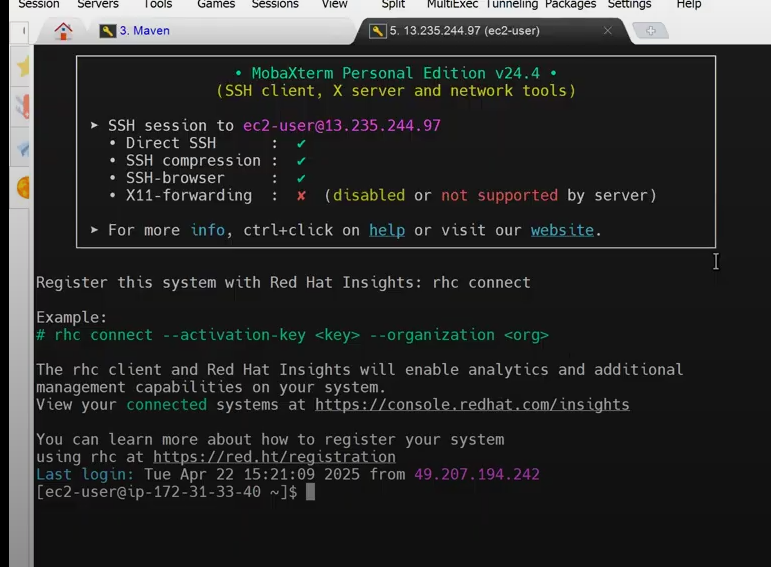 Session Servers Tools Games Sessions View Split MultiExec Tunneling Packages Settings Help
3. Maven
5. 13.235.244.97 (ec2-user)
• MobaXterm Personal Edition v24.4 •
(SSH client, X server and network tools)
➤ SSH session to ec2-user@13.235.244.97
• Direct SSH : ✔
• SSH compression : ✔
• SSH-browser : ✔
• X11-forwarding : ✘ (disabled or not supported by server)
➤ For more info, ctrl+click on help or visit our website.
Register this system with Red Hat Insights: rhc connect
Example:
# rhc connect --activation-key <key> --organization <org>
The rhc client and Red Hat Insights will enable analytics and additional
management capabilities on your system.
View your connected systems at https://console.redhat.com/insights
You can learn more about how to register your system
using rhc at https://red.ht/registration
Last login: Tue Apr 22 15:21:09 2025 from 49.207.194.242
[ec2-user@ip-172-31-33-40 ~]$